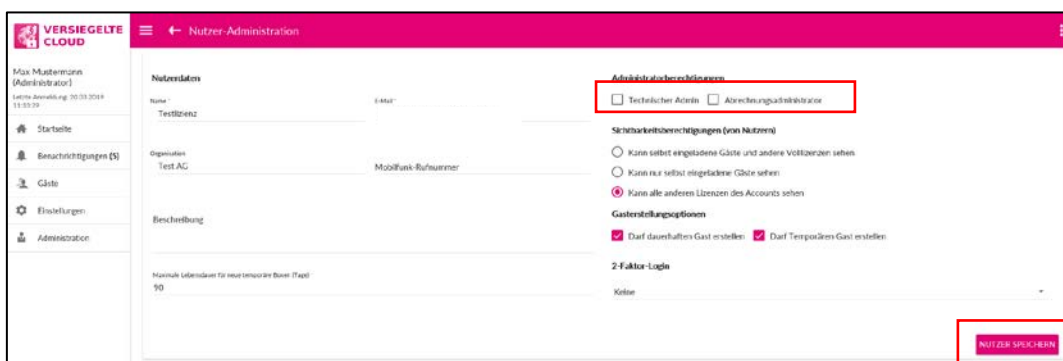 VERSIEGELTE
CLOUD
← Nutzer-Administration
Max Mustermann
(Administrator)
Letzte Anmeldung: 20.03.2019
Startseite
Benachrichtigungen (5)
Gäste
Einstellungen
Administration
Nutzerdaten
Name *
Testlizenz
E-Mail *
Organisation
Test AG
Mobilfunk-Rufnummer
Beschreibung
Maximale Lebensdauer für neue temporäre Boxen (Tage)
90
Administratorberechtigungen
Technischer Admin
Abrechnungsadministrator
Sichtbarkeitsberechtigungen (von Nutzern)
Kann selbst eingeladene Gäste und andere Volllizenzen sehen
Kann nur selbst eingeladene Gäste sehen
Kann alle anderen Lizenzen des Accounts sehen
Gasterstellungsoptionen
Darf dauerhaften Gast erstellen
Darf Temporären Gast erstellen
2-Faktor-Login
Keine
NUTZER SPEICHERN